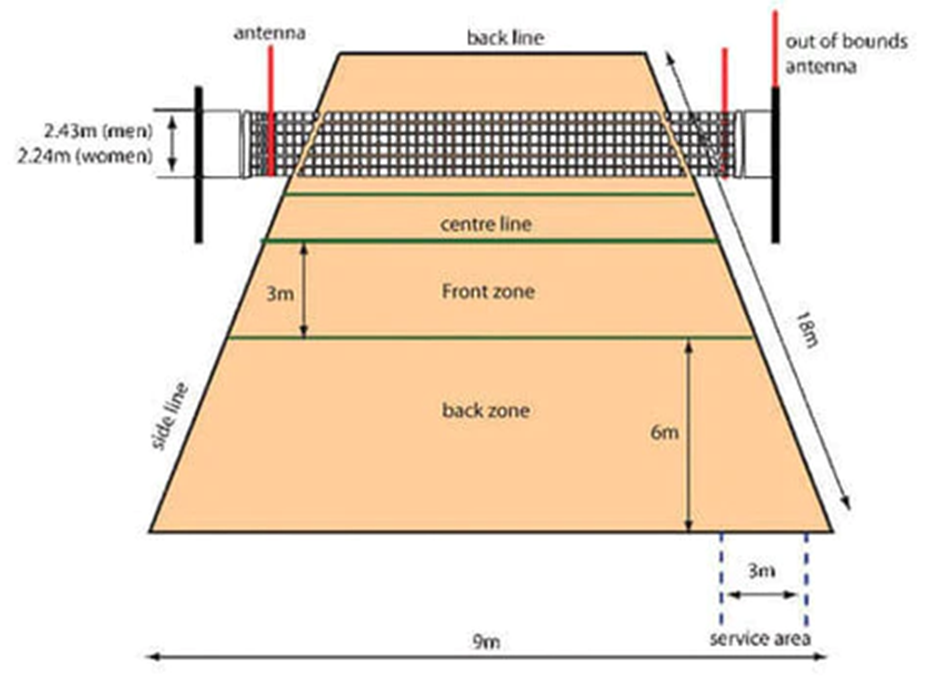 antenna
back line
out of bounds
antenna
2.43m (men)
2.24m (women)
centre line
3m
Front zone
18m
side line
back zone
6m
3m
service area
9m